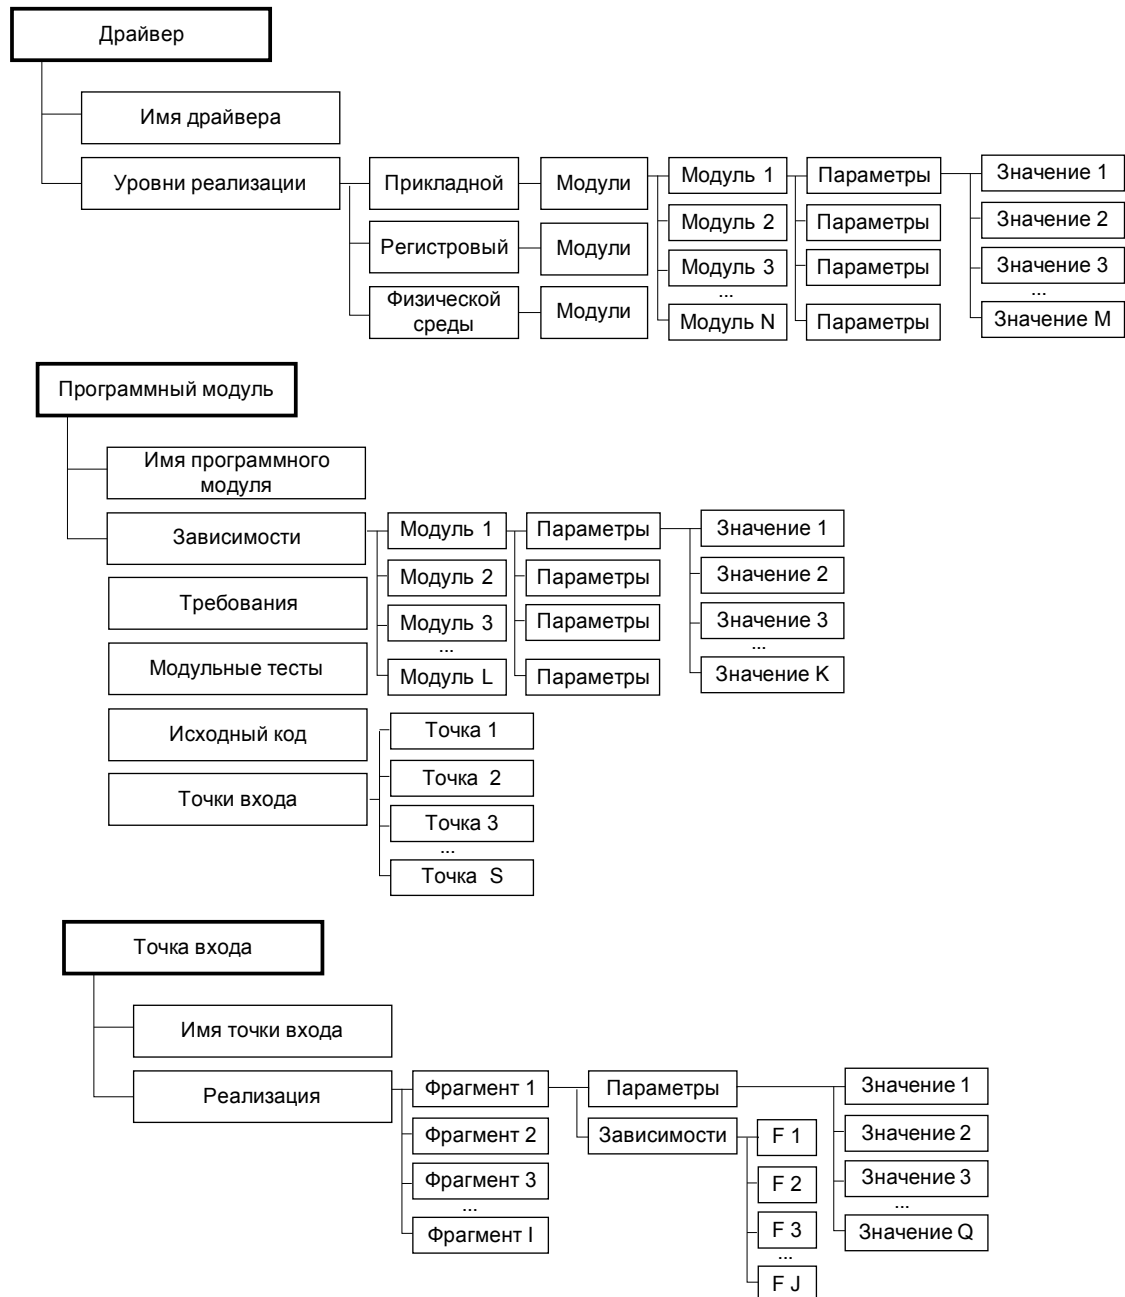 Драйвер
Имя драйвера
Уровни реализации
Прикладной
Модули
Модуль 1
Параметры
Значение 1
Модуль 2
Параметры
Значение 2
Регистровый
Модули
Модуль 3
Параметры
Значение 3
...
...
Физической
среды
Модули
Модуль N
Параметры
Значение M
Программный модуль
Имя программного
модуля
Зависимости
Модуль 1
Параметры
Значение 1
Модуль 2
Параметры
Значение 2
Требования
Модуль 3
Параметры
Значение 3
...
...
Модульные тесты
Модуль L
Параметры
Значение K
Исходный код
Точка 1
Точки входа
Точка 2
Точка 3
...
Точка S
Точка входа
Имя точки входа
Реализация
Фрагмент 1
Параметры
Значение 1
Фрагмент 2
Зависимости
F 1
Значение 2
Фрагмент 3
F 2
Значение 3
...
...
Фрагмент I
F 3
Значение Q
...
F J